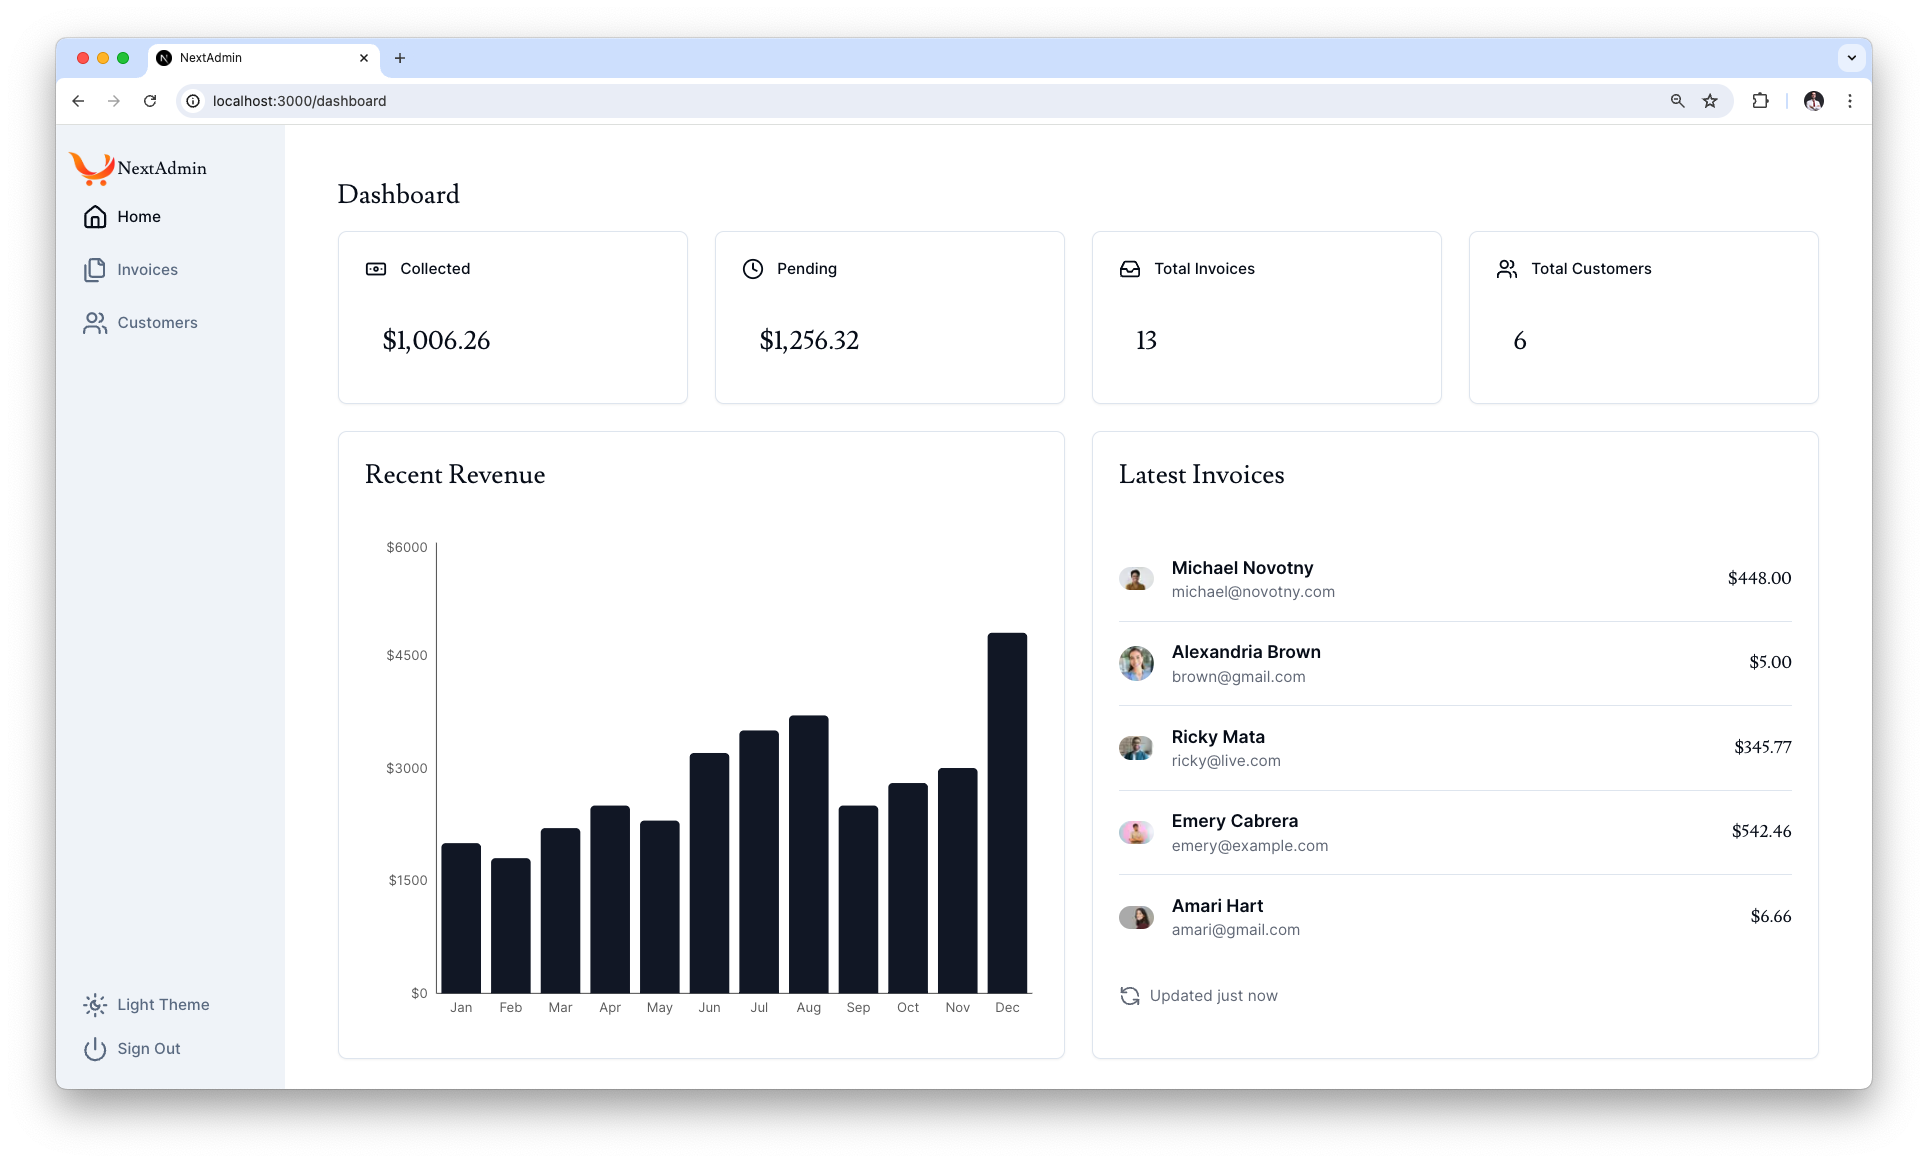 NextAdmin
localhost:3000/dashboard
NextAdmin
Home
Invoices
Customers
Light Theme
Sign Out
Dashboard
Collected
$1,006.26
Pending
$1,256.32
Total Invoices
13
Total Customers
6
Recent Revenue
$6000
$4500
$3000
$1500
$0
Jan Feb Mar Apr May Jun Jul Aug Sep Oct Nov Dec
Latest Invoices
Michael Novotny
michael@novotny.com
$448.00
Alexandria Brown
brown@gmail.com
$5.00
Ricky Mata
ricky@live.com
$345.77
Emery Cabrera
emery@example.com
$542.46
Amari Hart
amari@gmail.com
$6.66
Updated just now